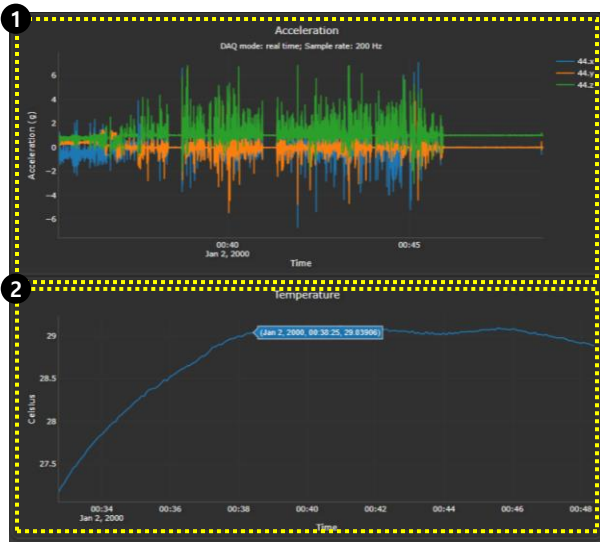 1
Acceleration
DAQ mode: real time; Sample rate: 200 Hz
44.x
44.y
44.z
6
4
2
0
−2
−4
−6
Acceleration (g)
00:40
00:45
Jan 2, 2000
Time
2
Temperature
(Jan 2, 2000, 00:38:25, 29.03906)
29
28.5
28
27.5
Celsius
00:34 00:36 00:38 00:40 00:42 00:44 00:46 00:48
Jan 2, 2000
Time